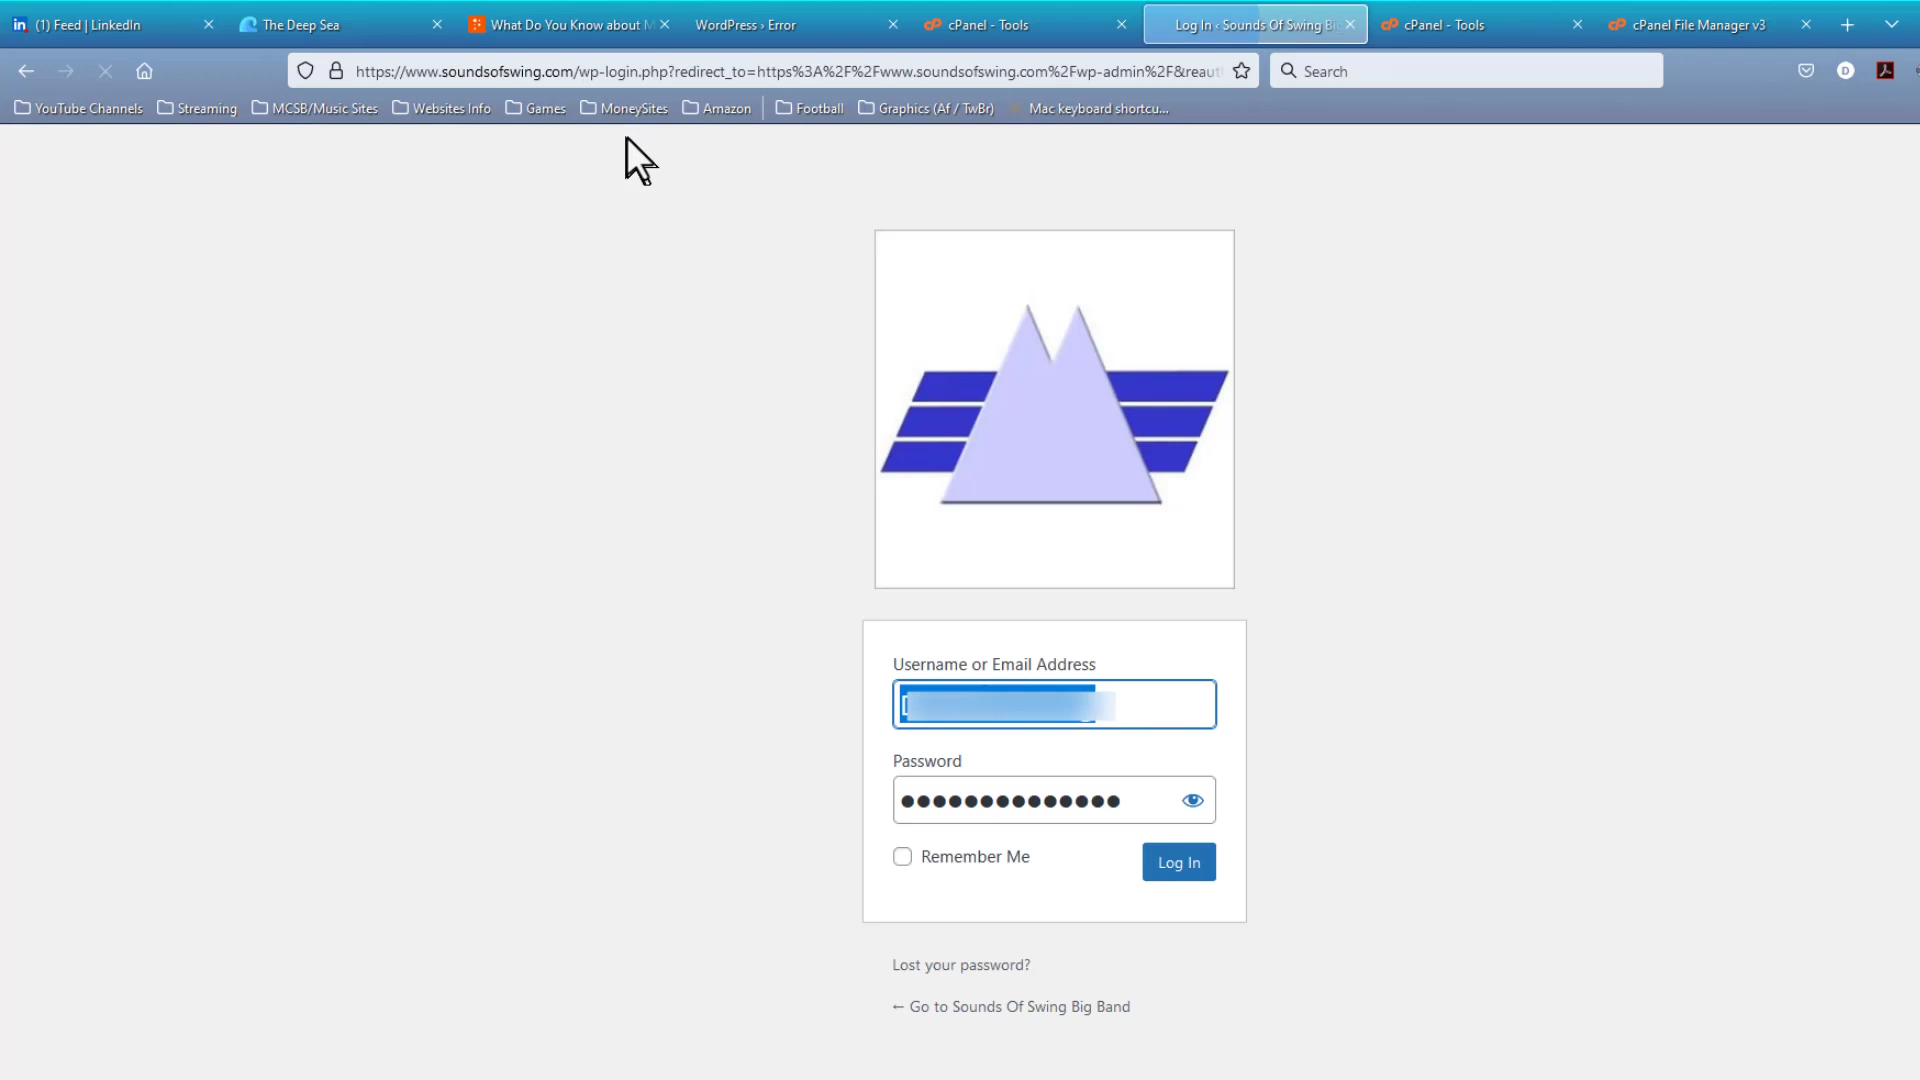 (1) Feed | LinkedIn
The Deep Sea
What Do You Know about M
WordPress › Error
cPanel - Tools
Log In ‹ Sounds Of Swing Bi
cPanel - Tools
cPanel File Manager v3
https://www.soundsofswing.com/wp-login.php?redirect_to=https%3A%2F%2Fwww.soundsofswing.com%2Fwp-admin%2F&reaut
Search
D
YouTube Channels
Streaming
MCSB/Music Sites
Websites Info
Games
MoneySites
Amazon
Football
Graphics (Af / TwBr)
Mac keyboard shortcu...
Username or Email Address
Password
Remember Me
Log In
Lost your password?
← Go to Sounds Of Swing Big Band